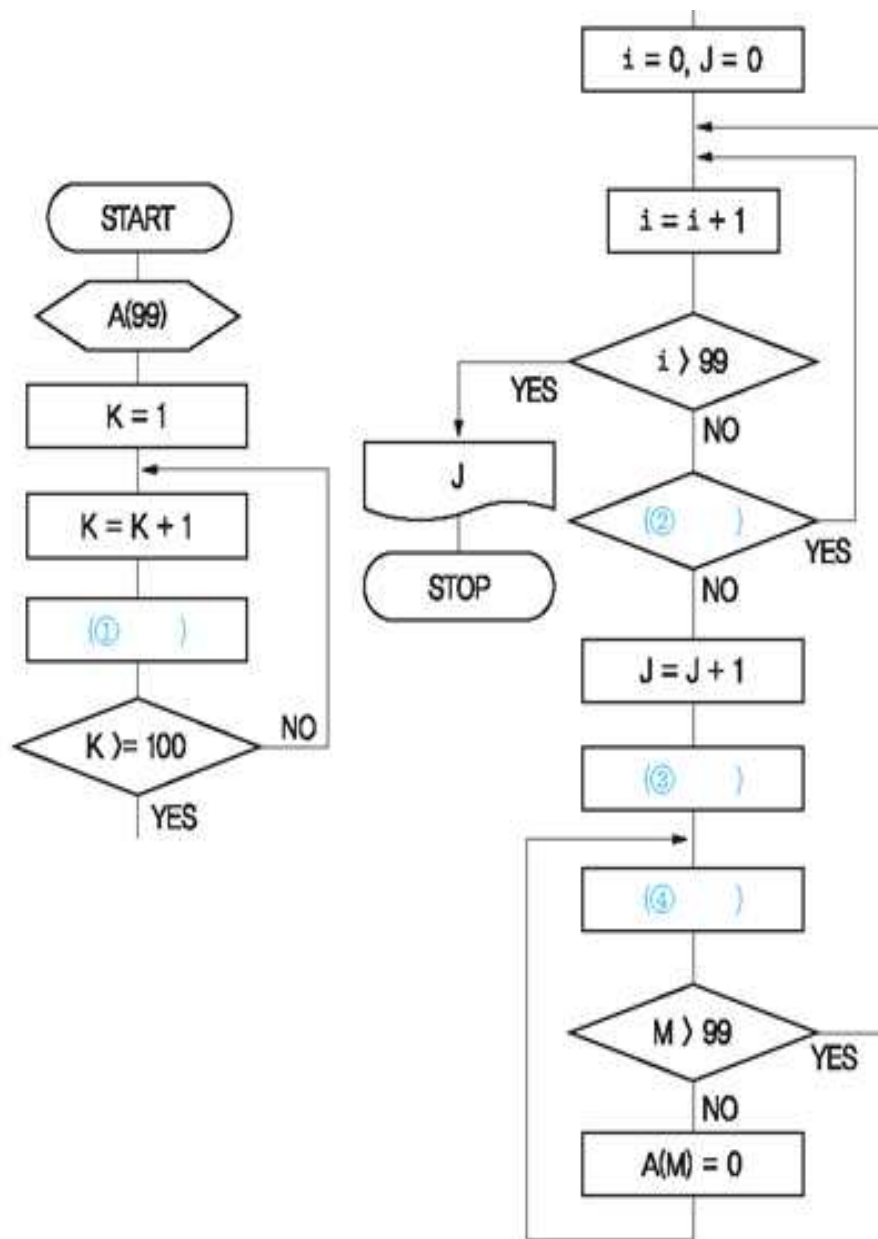 START
A(99)
K = 1
K = K + 1
(① )
K >= 100
NO
YES
i = 0, J = 0
i = i + 1
i > 99
YES
NO
J
STOP
(② )
YES
NO
J = J + 1
(③ )
(④ )
M > 99
YES
NO
A(M) = 0